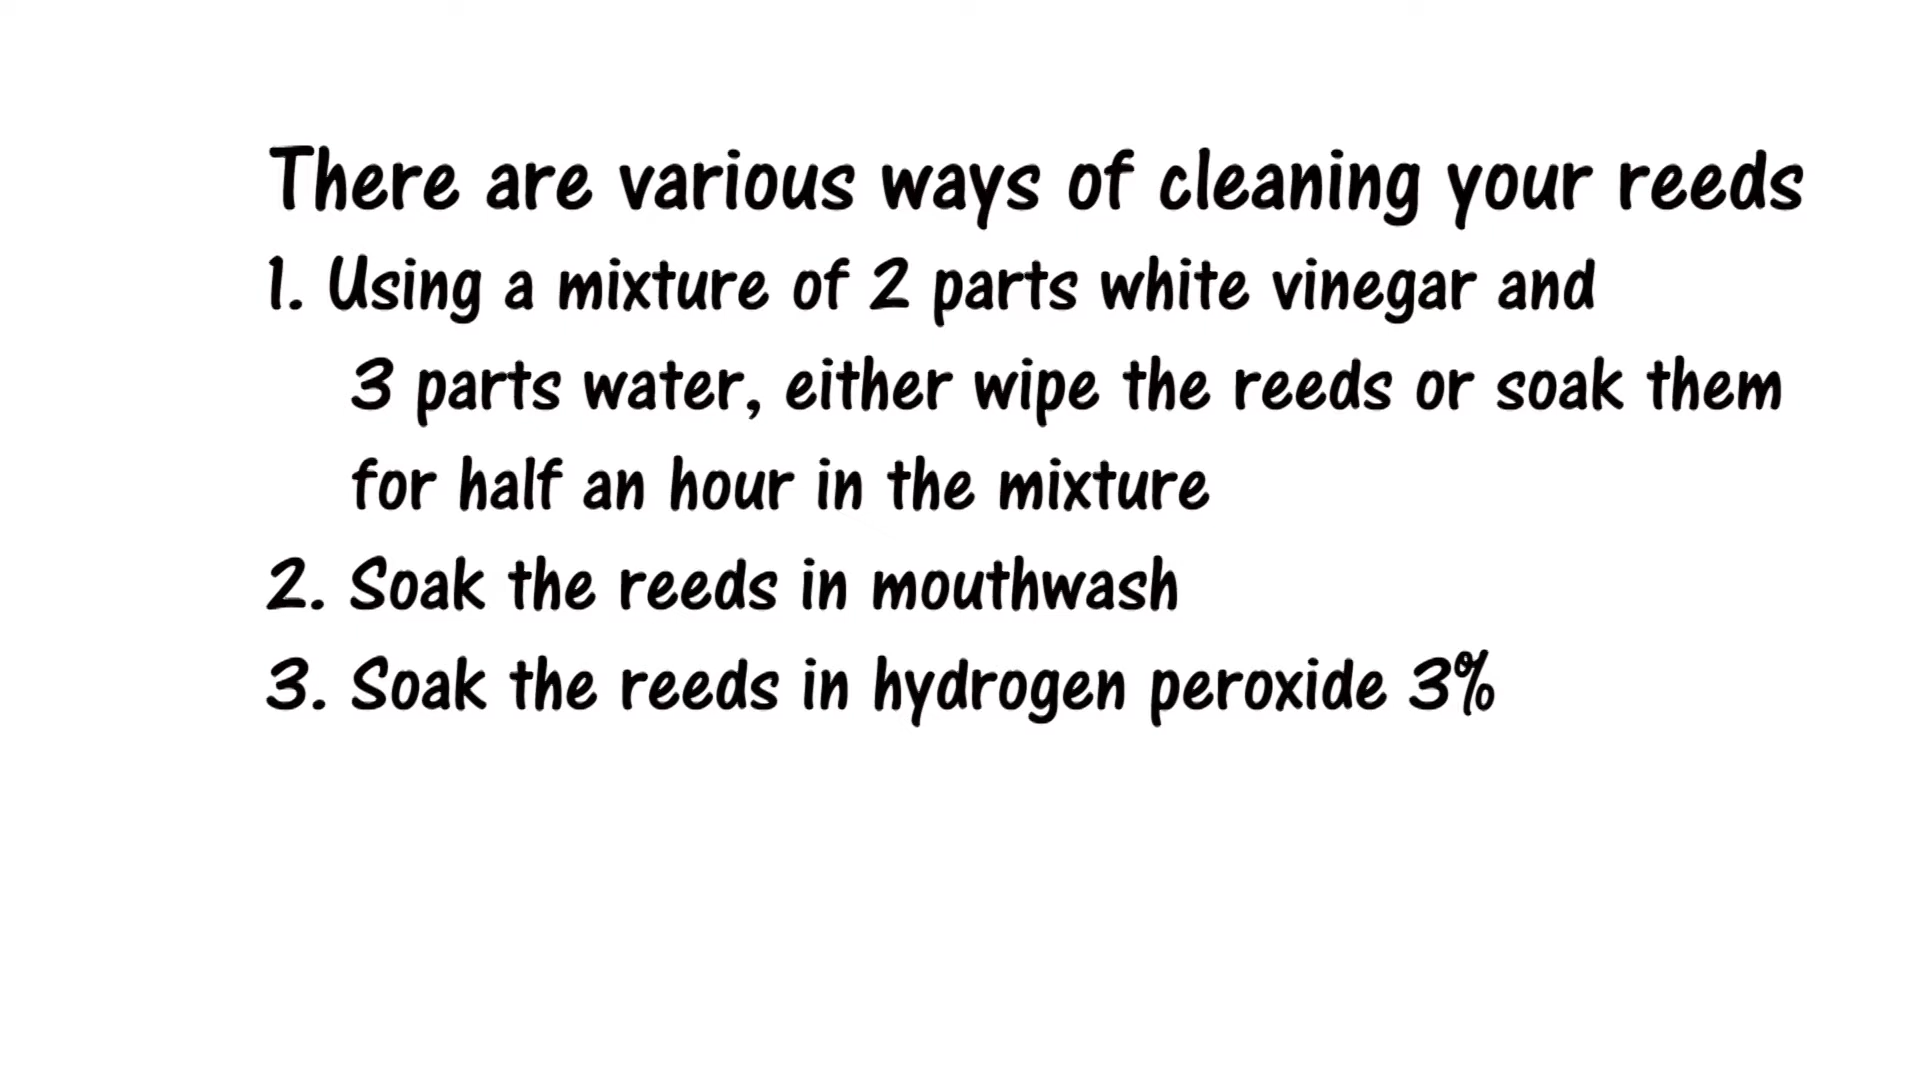 There are various ways of cleaning your reeds
1. Using a mixture of 2 parts white vinegar and
3 parts water, either wipe the reeds or soak them
for half an hour in the mixture
2. Soak the reeds in mouthwash
3. Soak the reeds in hydrogen peroxide 3%